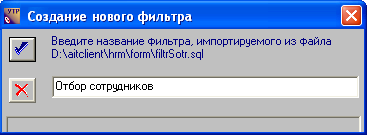 Создание нового фильтра
Введите название фильтра, импортируемого из файла
D:\aitclient\hrm\form\filtrSotr.sql
Отбор сотрудников